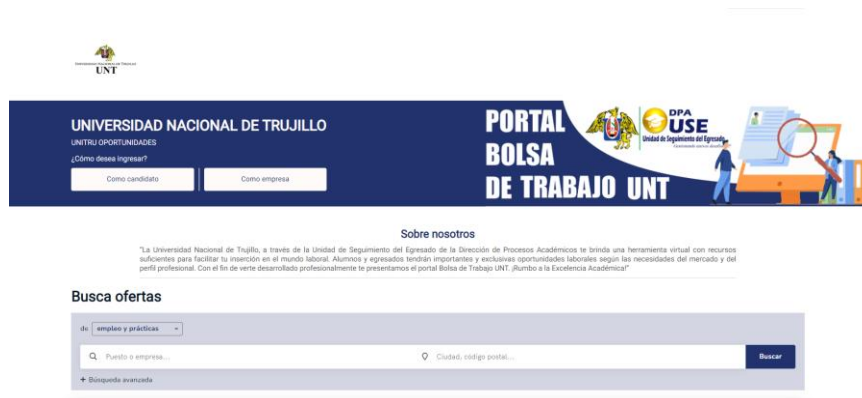 UNIVERSIDAD NACIONAL DE TRUJILLO
UNT
UNIVERSIDAD NACIONAL DE TRUJILLO
UNITRU OPORTUNIDADES
¿Cómo desea ingresar?
Como candidato
Como empresa
PORTAL
BOLSA
DE TRABAJO UNT
DPA
USE
Unidad de Seguimiento del Egresado
Sobre nosotros
"La Universidad Nacional de Trujillo, a través de la Unidad de Seguimiento del Egresado de la Dirección de Procesos Académicos te brinda una herramienta virtual con recursos
suficientes para facilitar tu inserción en el mundo laboral. Alumnos y egresados tendrán importantes y exclusivas oportunidades laborales según las necesidades del mercado y del
perfil profesional. Con el fin de verte desarrollado profesionalmente te presentamos el portal Bolsa de Trabajo UNT. ¡Rumbo a la Excelencia Académica!"
Busca ofertas
de empleo y prácticas
Puesto o empresa...
Ciudad, código postal...
Buscar
+ Búsqueda avanzada